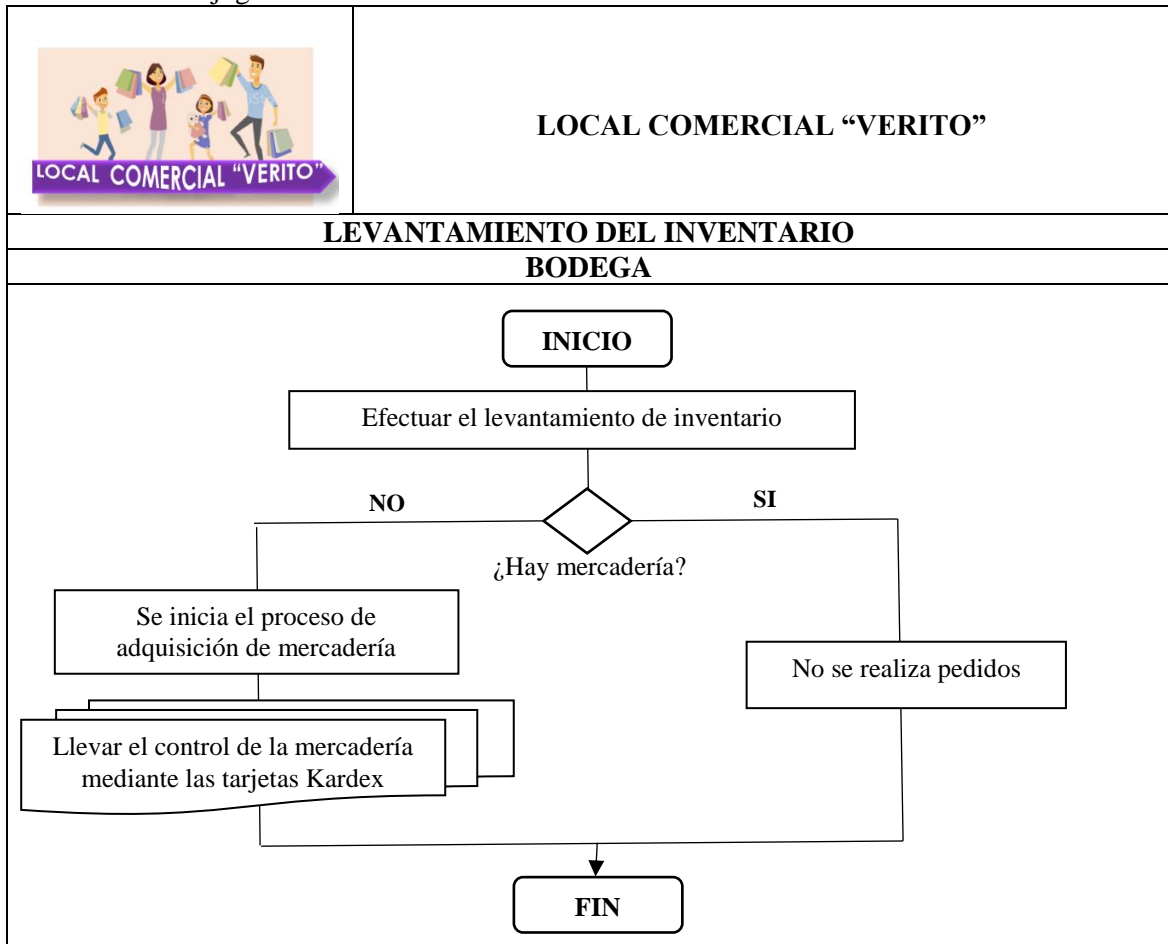 LOCAL COMERCIAL "VERITO"
LOCAL COMERCIAL “VERITO”
LEVANTAMIENTO DEL INVENTARIO
BODEGA
INICIO
Efectuar el levantamiento de inventario
NO
SI
¿Hay mercadería?
Se inicia el proceso de
adquisición de mercadería
No se realiza pedidos
Llevar el control de la mercadería
mediante las tarjetas Kardex
FIN